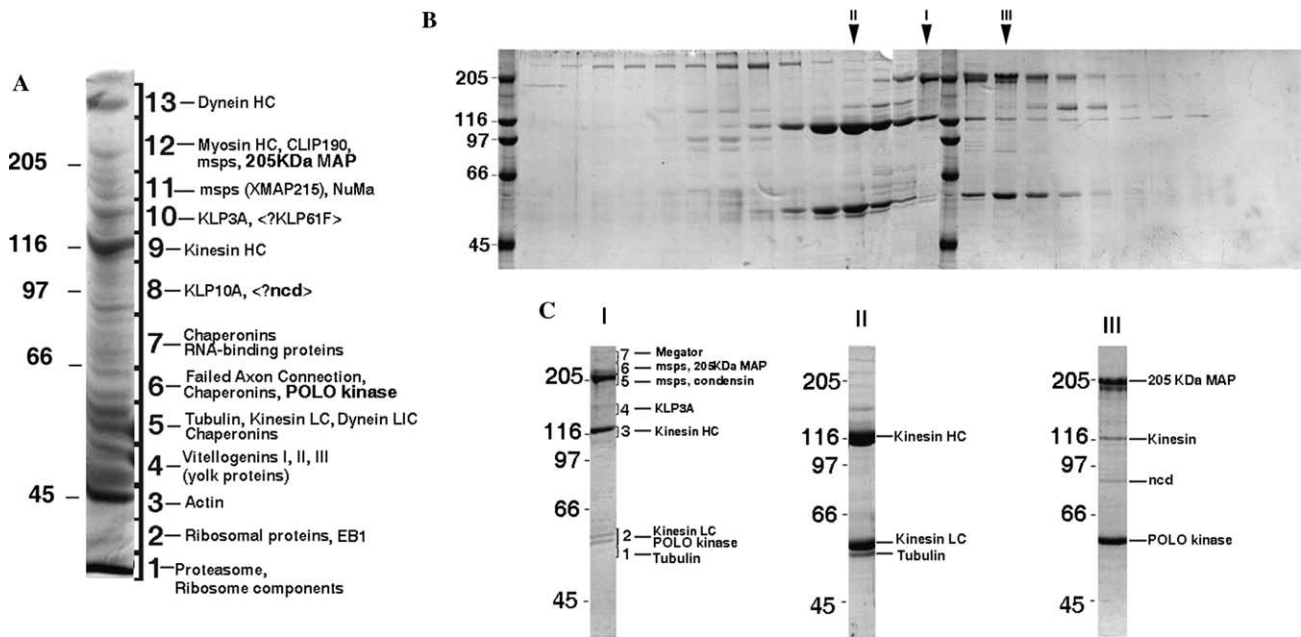 A
205
116
97
66
45
13 Dynein HC
12 Myosin HC, CLIP190,
msps, 205KDa MAP
11 msps (XMAP215), NuMa
10 KLP3A, <?KLP61F>
9 Kinesin HC
8 KLP10A, <?ncd>
7 Chaperonins
RNA-binding proteins
6 Failed Axon Connection,
Chaperonins, POLO kinase
5 Tubulin, Kinesin LC, Dynein LIC
Chaperonins
4 Vitellogenins I, II, III
(yolk proteins)
3 Actin
2 Ribosomal proteins, EB1
1 Proteasome,
Ribosome components
B
II I III
205
116
97
66
45
C
I
205
116
97
66
45
7 Megator
6 msps, 205KDa MAP
5 msps, condensin
4 KLP3A
3 Kinesin HC
2 Kinesin LC
POLO kinase
1 Tubulin
II
205
116
97
66
45
Kinesin HC
Kinesin LC
Tubulin
III
205
116
97
66
45
205 KDa MAP
Kinesin
ncd
POLO kinase